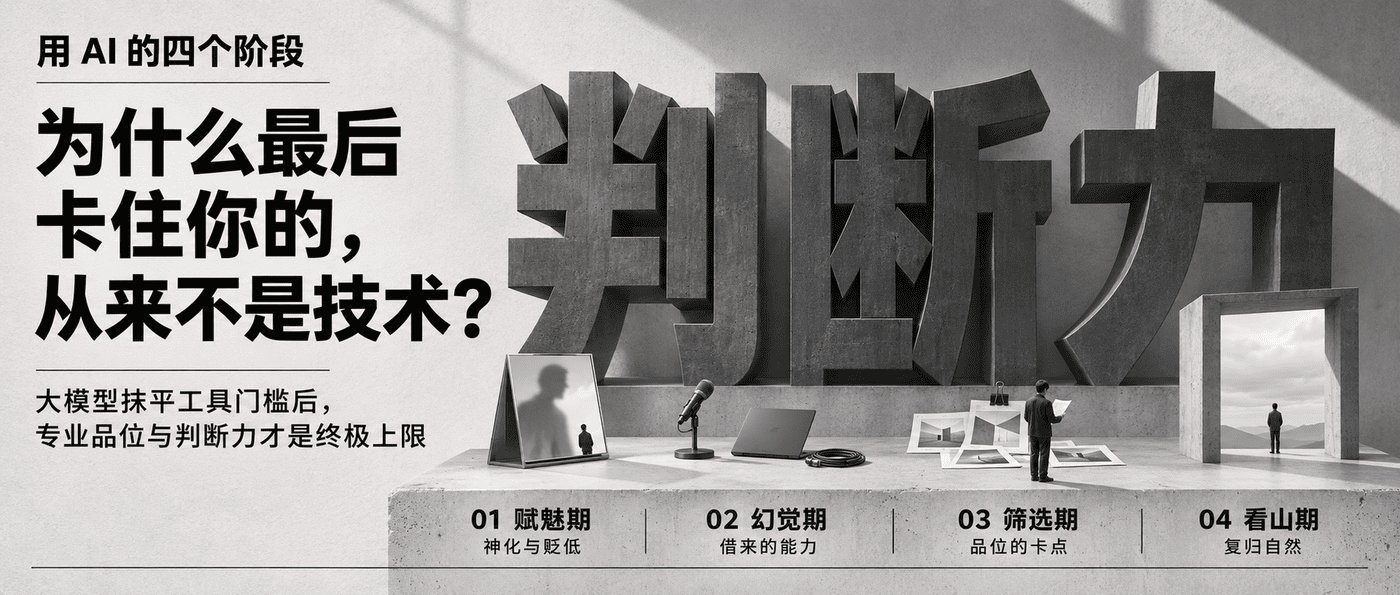 用 AI 的四个阶段
为什么最后
卡住你的，
从来不是技术？
大模型抹平工具门槛后，
专业品位与判断力才是终极上限
判断力
01 赋魅期
神化与贬低
02 幻觉期
借来的能力
03 筛选期
品位的卡点
04 看山期
复归自然